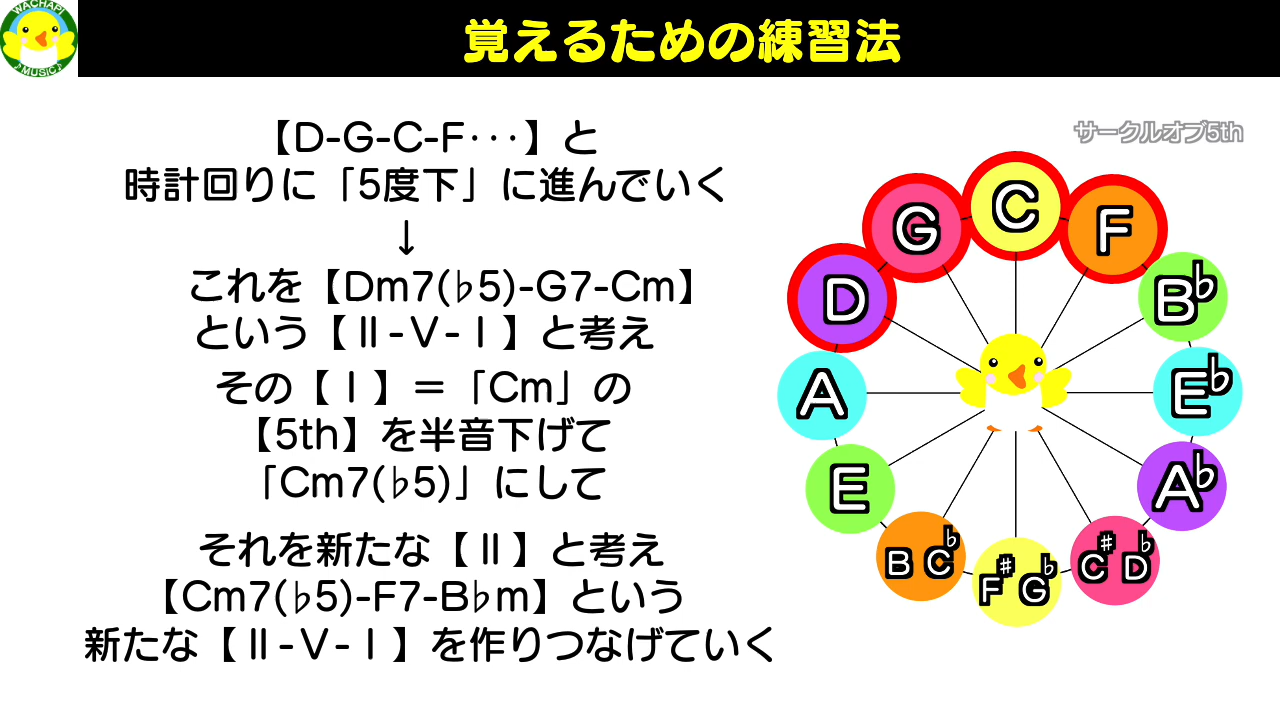 WACHAPI
♪MUSIC♪
覚えるための練習法
【D-G-C-F･･･】と
時計回りに「5度下」に進んでいく
↓
これを【Dm7(♭5)-G7-Cm】
という【Ⅱ-Ⅴ-Ⅰ】と考え
その【Ⅰ】＝「Cm」の
【5th】を半音下げて
「Cm7(♭5)」にして
それを新たな【Ⅱ】と考え
【Cm7(♭5)-F7-B♭m】という
新たな【Ⅱ-Ⅴ-Ⅰ】を作りつなげていく
サークルオブ5th
C
F
B♭
E♭
A♭
C♯ D♭
F♯ G♭
B C♭
E
A
D
G